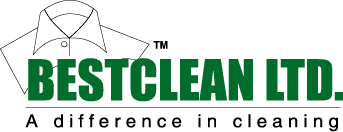 ™
BESTCLEAN LTD.
A difference in cleaning